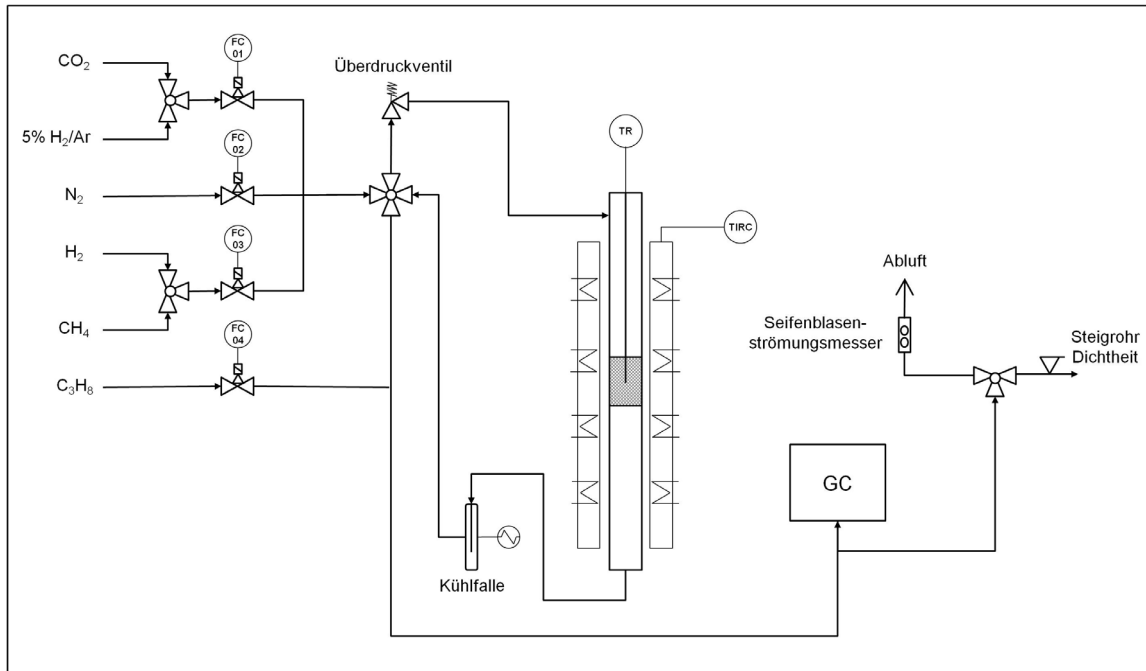 CO₂
5% H₂/Ar
N₂
H₂
CH₄
C₃H₈
FC
01
FC
02
FC
03
FC
04
Überdruckventil
TR
TIRC
Kühlfalle
GC
Abluft
Seifenblasen-
strömungsmesser
Steigrohr
Dichtheit